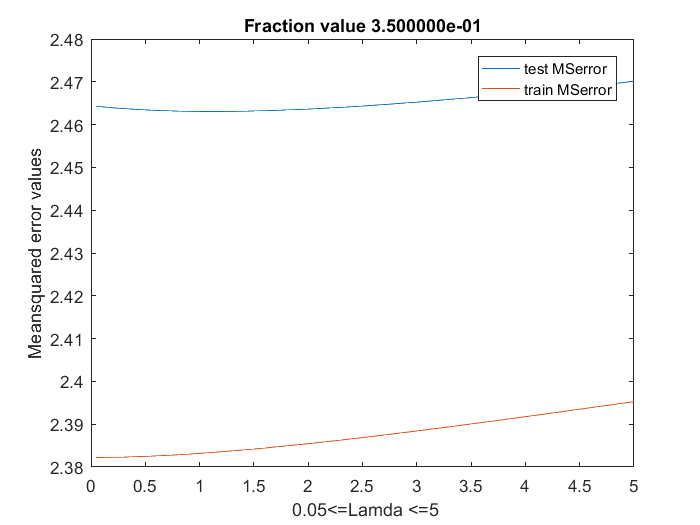 Fraction value 3.500000e-01
2.48
2.47
2.46
2.45
2.44
2.43
2.42
2.41
2.4
2.39
2.38
Meansquared error values
test MSerror
train MSerror
0 0.5 1 1.5 2 2.5 3 3.5 4 4.5 5
0.05<=Lamda <=5